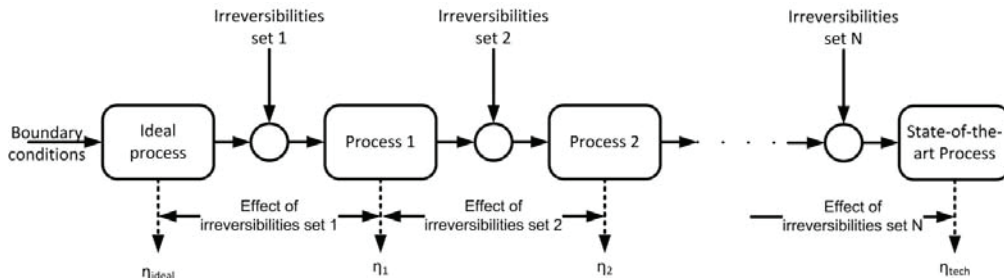 Irreversibilities
set 1
Irreversibilities
set 2
Irreversibilities
set N
Boundary
conditions
Ideal
process
Process 1
Process 2
. . . .
State-of-the-
art Process
Effect of
irreversibilities set 1
Effect of
irreversibilities set 2
Effect of
irreversibilities set N
ηideal
η1
η2
ηtech